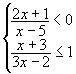 (2x+1)/(x-5) < 0
(x+3)/(3x-2) ≤ 1